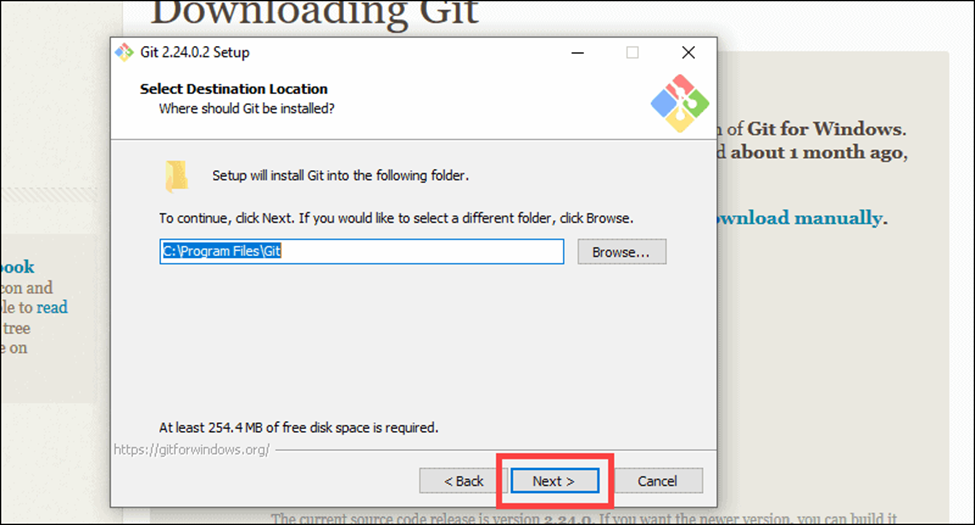 Downloading Git
Git 2.24.0.2 Setup
Select Destination Location
Where should Git be installed?
n of Git for Windows.
d about 1 month ago,
ownload manually.
Setup will install Git into the following folder.
To continue, click Next. If you would like to select a different folder, click Browse.
C:\Program Files\Git
Browse...
book
con and
ole to read
tree
e on
At least 254.4 MB of free disk space is required.
https://gitforwindows.org/
< Back
Next >
Cancel
The current source code release is version 2.24.0. If you want the newer version, you can build it